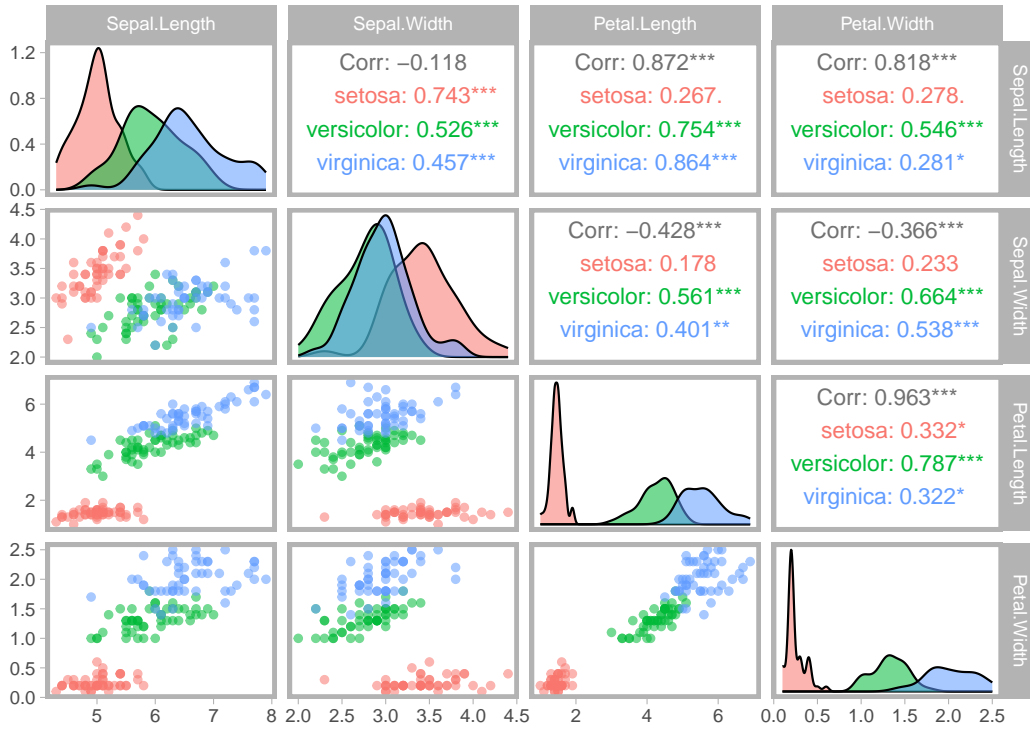 Sepal.Length
Sepal.Width
Petal.Length
Petal.Width
1.2
0.8
0.4
0.0
Corr: −0.118
setosa: 0.743***
versicolor: 0.526***
virginica: 0.457***
Corr: 0.872***
setosa: 0.267.
versicolor: 0.754***
virginica: 0.864***
Corr: 0.818***
setosa: 0.278.
versicolor: 0.546***
virginica: 0.281*
Sepal.Length
4.5
4.0
3.5
3.0
2.5
2.0
Corr: −0.428***
setosa: 0.178
versicolor: 0.561***
virginica: 0.401**
Corr: −0.366***
setosa: 0.233
versicolor: 0.664***
virginica: 0.538***
Sepal.Width
6
4
2
Corr: 0.963***
setosa: 0.332*
versicolor: 0.787***
virginica: 0.322*
Petal.Length
2.5
2.0
1.5
1.0
0.5
0.0
Petal.Width
5 6 7 8
2.0 2.5 3.0 3.5 4.0 4.5
2 4 6
0.0 0.5 1.0 1.5 2.0 2.5